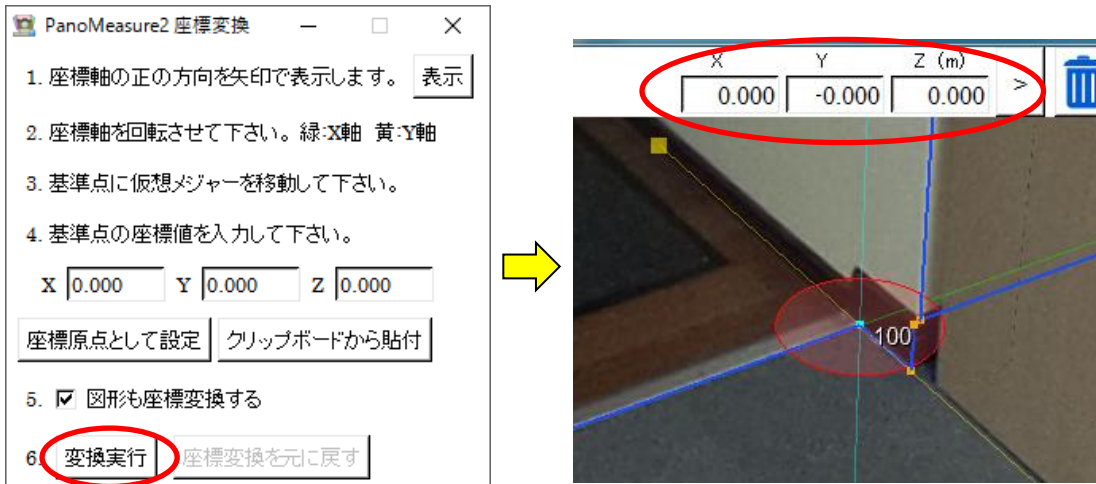 PanoMeasure2 座標変換
1. 座標軸の正の方向を矢印で表示します。 表示
2. 座標軸を回転させて下さい。緑:X軸 黄:Y軸
3. 基準点に仮想メジャーを移動して下さい。
4. 基準点の座標値を入力して下さい。
X 0.000 Y 0.000 Z 0.000
座標原点として設定 クリップボードから貼付
5. 図形も座標変換する
6. 変換実行 座標変換を元に戻す
X Y Z (m)
0.000 -0.000 0.000 >
100